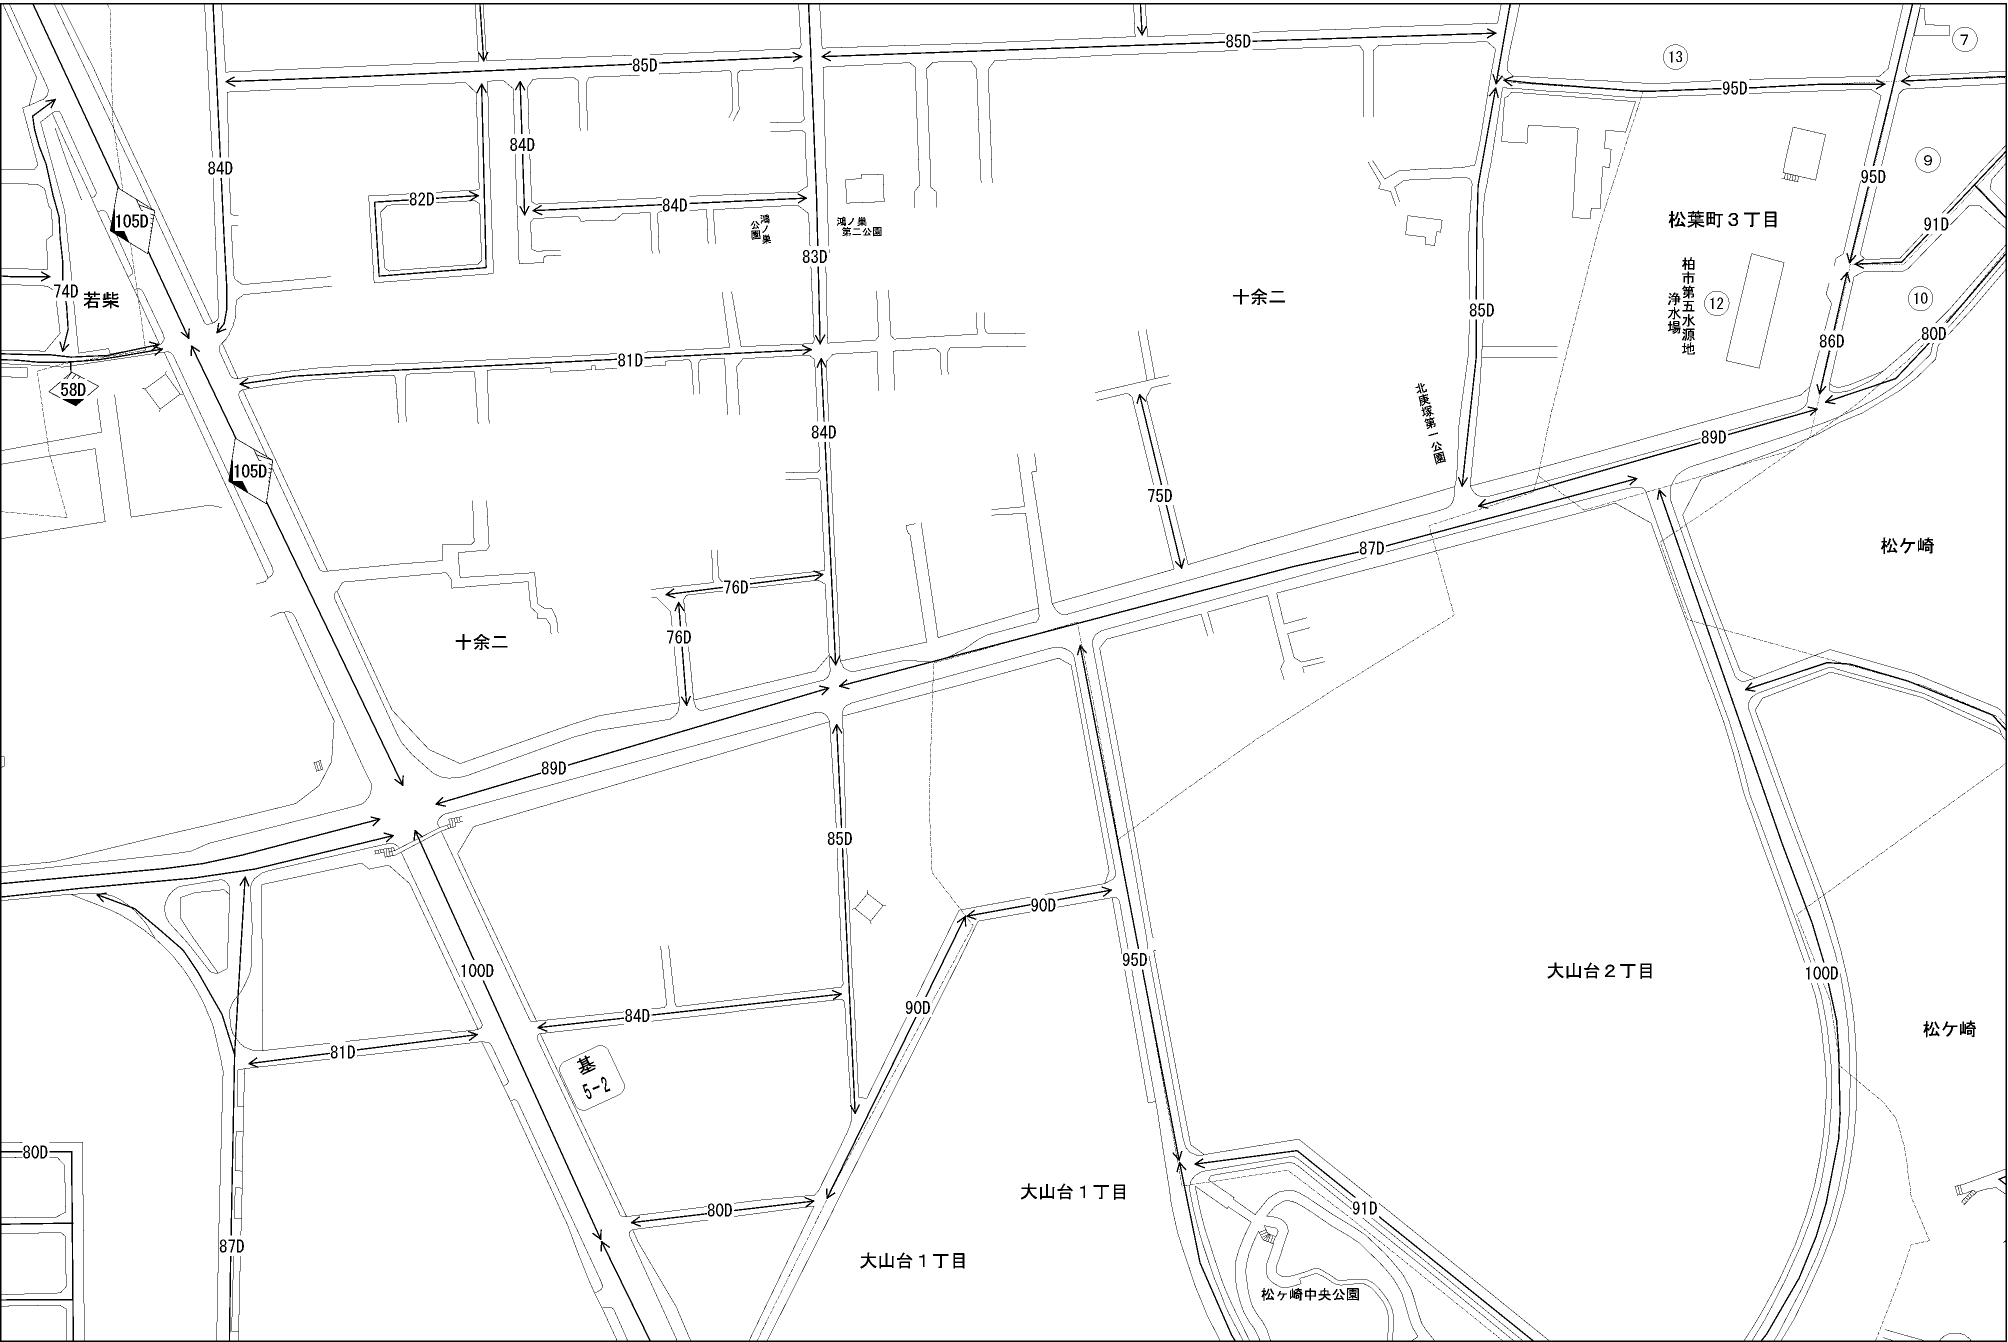 85D
85D
13
7
95D
84D
84D
9
95D
82D
84D
105D
鴻ノ巣
公園
鴻ノ巣
第二公園
松葉町3丁目
91D
83D
74D
若柴
十余二
柏市第五水源地
浄水場
12
10
85D
80D
86D
81D
58D
北庚塚第一公園
84D
89D
105D
75D
87D
松ケ崎
76D
76D
十余二
89D
85D
90D
95D
100D
90D
大山台2丁目
100D
84D
松ケ崎
81D
基
5-2
80D
大山台1丁目
80D
91D
87D
大山台1丁目
松ヶ崎中央公園